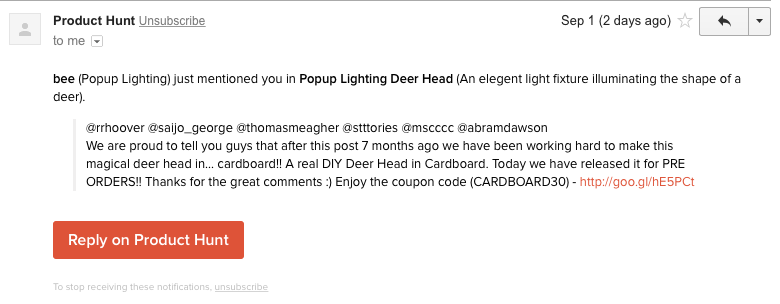 Product Hunt Unsubscribe Sep 1 (2 days ago)
to me
bee (Popup Lighting) just mentioned you in Popup Lighting Deer Head (An elegent light fixture illuminating the shape of a
deer).
@rrhoover @saijo_george @thomasmeagher @stttories @mscccc @abramdawson
We are proud to tell you guys that after this post 7 months ago we have been working hard to make this
magical deer head in... cardboard!! A real DIY Deer Head in Cardboard. Today we have released it for PRE
ORDERS!! Thanks for the great comments :) Enjoy the coupon code (CARDBOARD30) - http://goo.gl/hE5PCt
Reply on Product Hunt
To stop receiving these notifications, unsubscribe